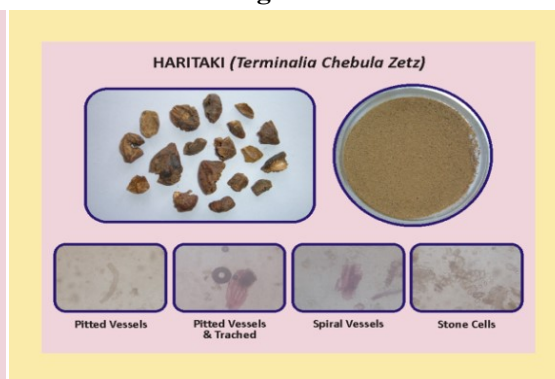 HARITAKI (Terminalia Chebula Zetz)
Pitted Vessels
Pitted Vessels
& Trached
Spiral Vessels
Stone Cells